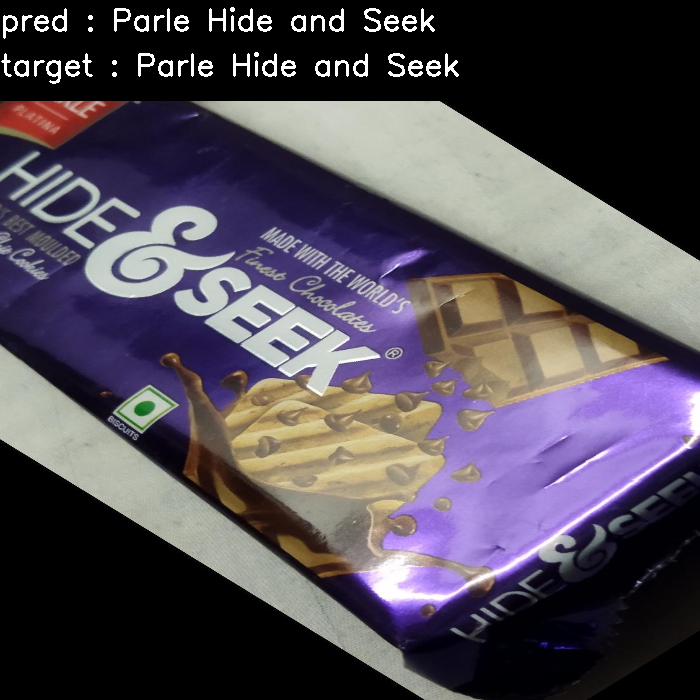 pred : Parle Hide and Seek
target : Parle Hide and Seek
PLATINA
HIDE
&
SEEK®
BEST MOULDED
Chip Cookies
MADE WITH THE WORLD'S
Finest Chocolates
BISCUITS
HIDE & SEEK